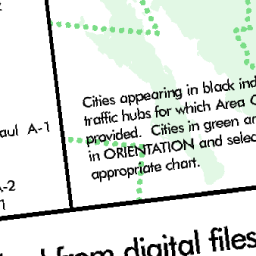 aul A-1
A-2
1
Cities appearing in black ind
traffic hubs for which Area C
provided. Cities in green ar
in ORIENTATION and selec
appropriate chart.
from digital files